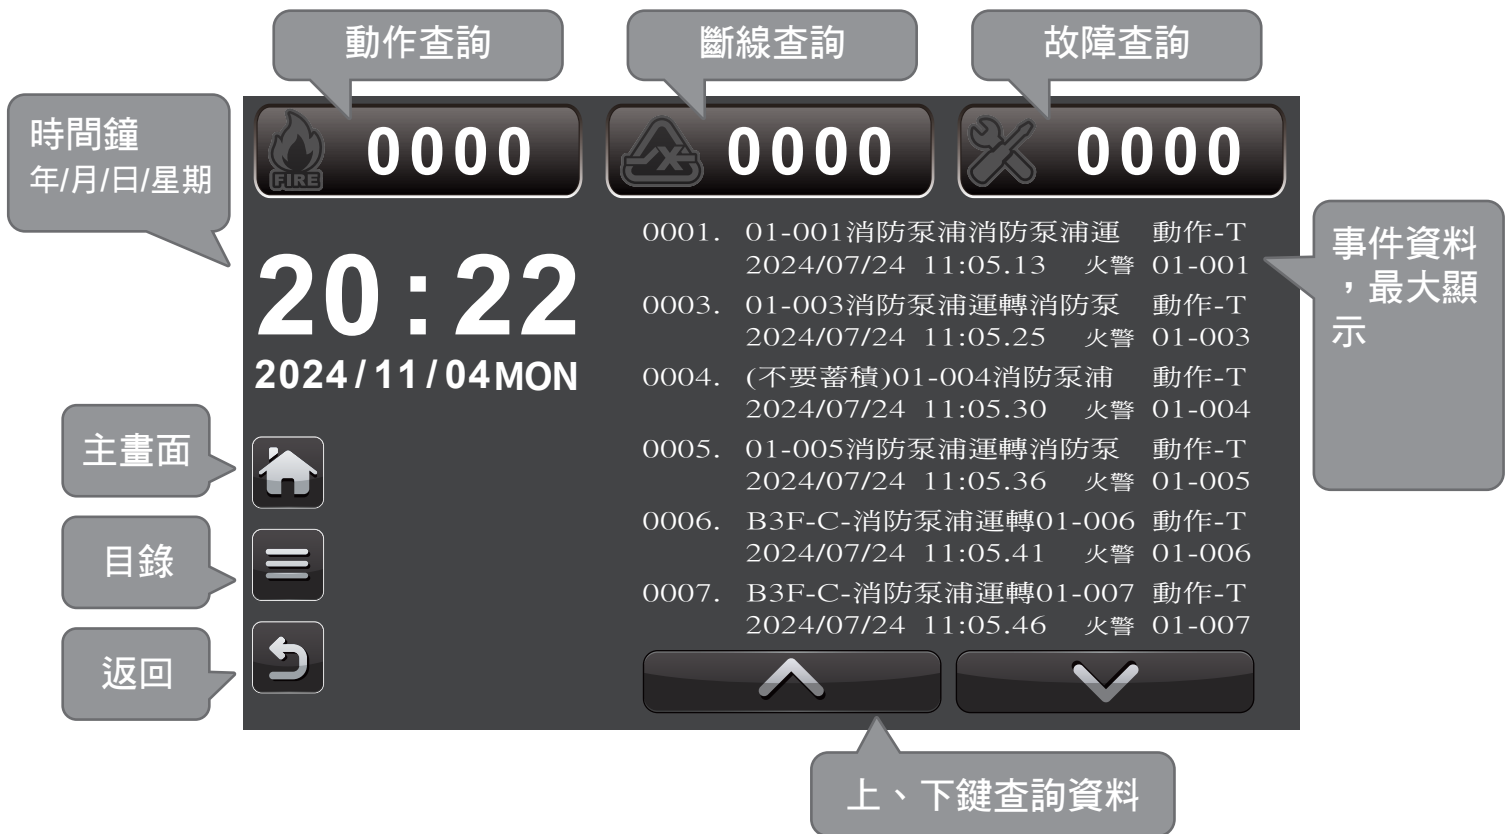 動作查詢
斷線查詢
故障查詢
時間鐘
年/月/日/星期
FIRE
0000
0000
0000
20:22
2024/11/04MON
主畫面
目錄
返回
0001. 01-001消防泵浦消防泵浦運 動作-T
2024/07/24 11:05.13 火警 01-001
0003. 01-003消防泵浦運轉消防泵 動作-T
2024/07/24 11:05.25 火警 01-003
0004. (不要蓄積)01-004消防泵浦 動作-T
2024/07/24 11:05.30 火警 01-004
0005. 01-005消防泵浦運轉消防泵 動作-T
2024/07/24 11:05.36 火警 01-005
0006. B3F-C-消防泵浦運轉01-006 動作-T
2024/07/24 11:05.41 火警 01-006
0007. B3F-C-消防泵浦運轉01-007 動作-T
2024/07/24 11:05.46 火警 01-007
事件資料
，最大顯
示
上、下鍵查詢資料